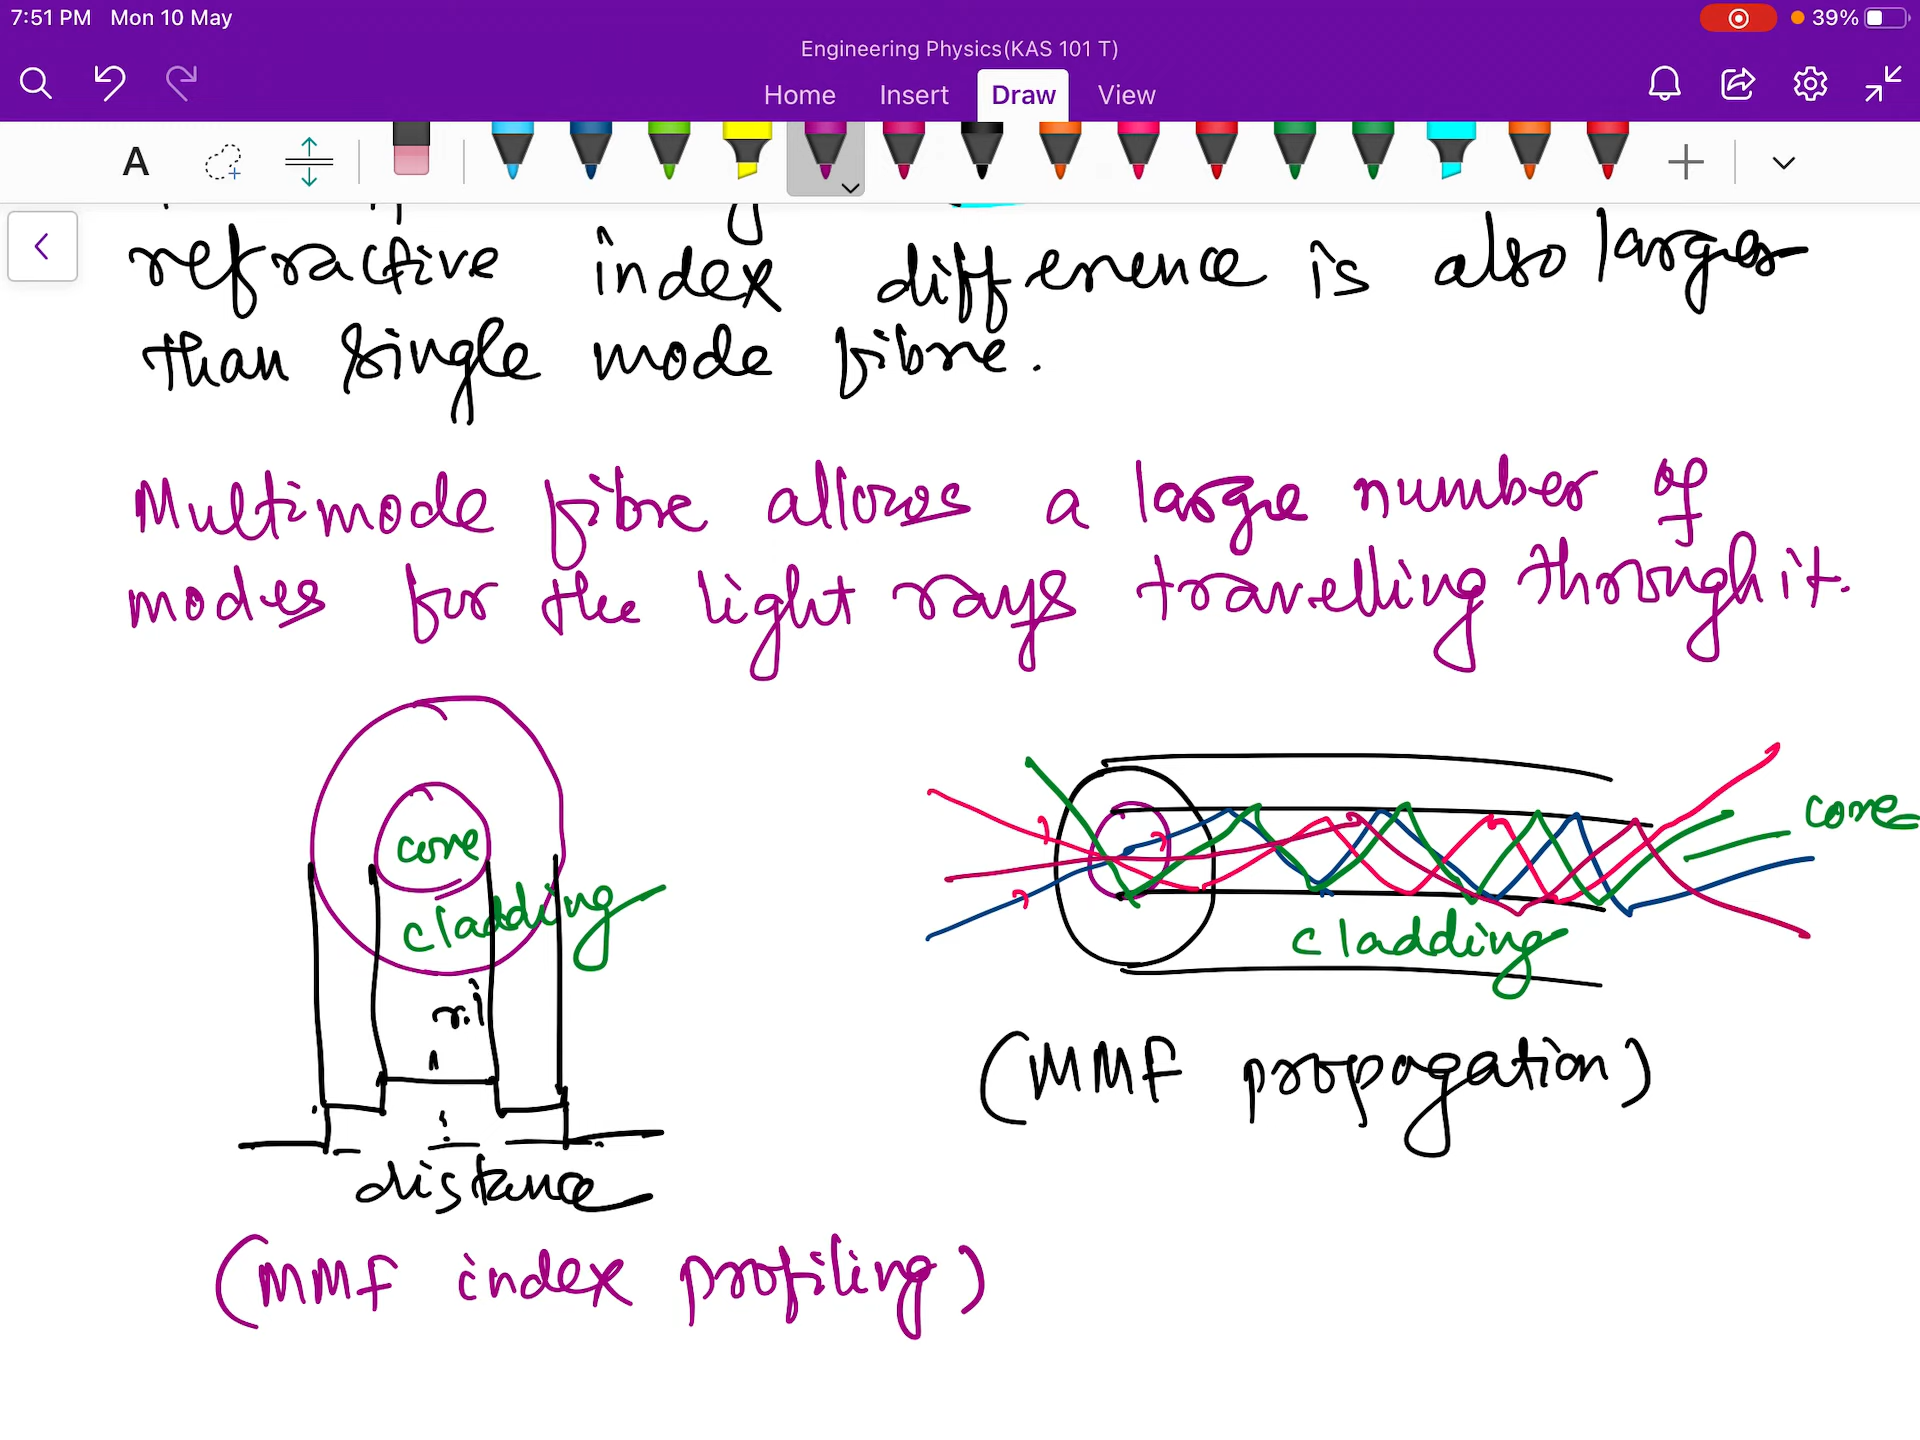 7:51 PM Mon 10 May
39%
Engineering Physics(KAS 101 T)
Home Insert Draw View
A
refractive index difference is also larger
than single mode fibre.
Multimode fibre allows a large number of
modes for the light rays travelling through it.
core
cladding
r.i
distance
(MMF index profiling)
core
cladding
(MMF propagation)